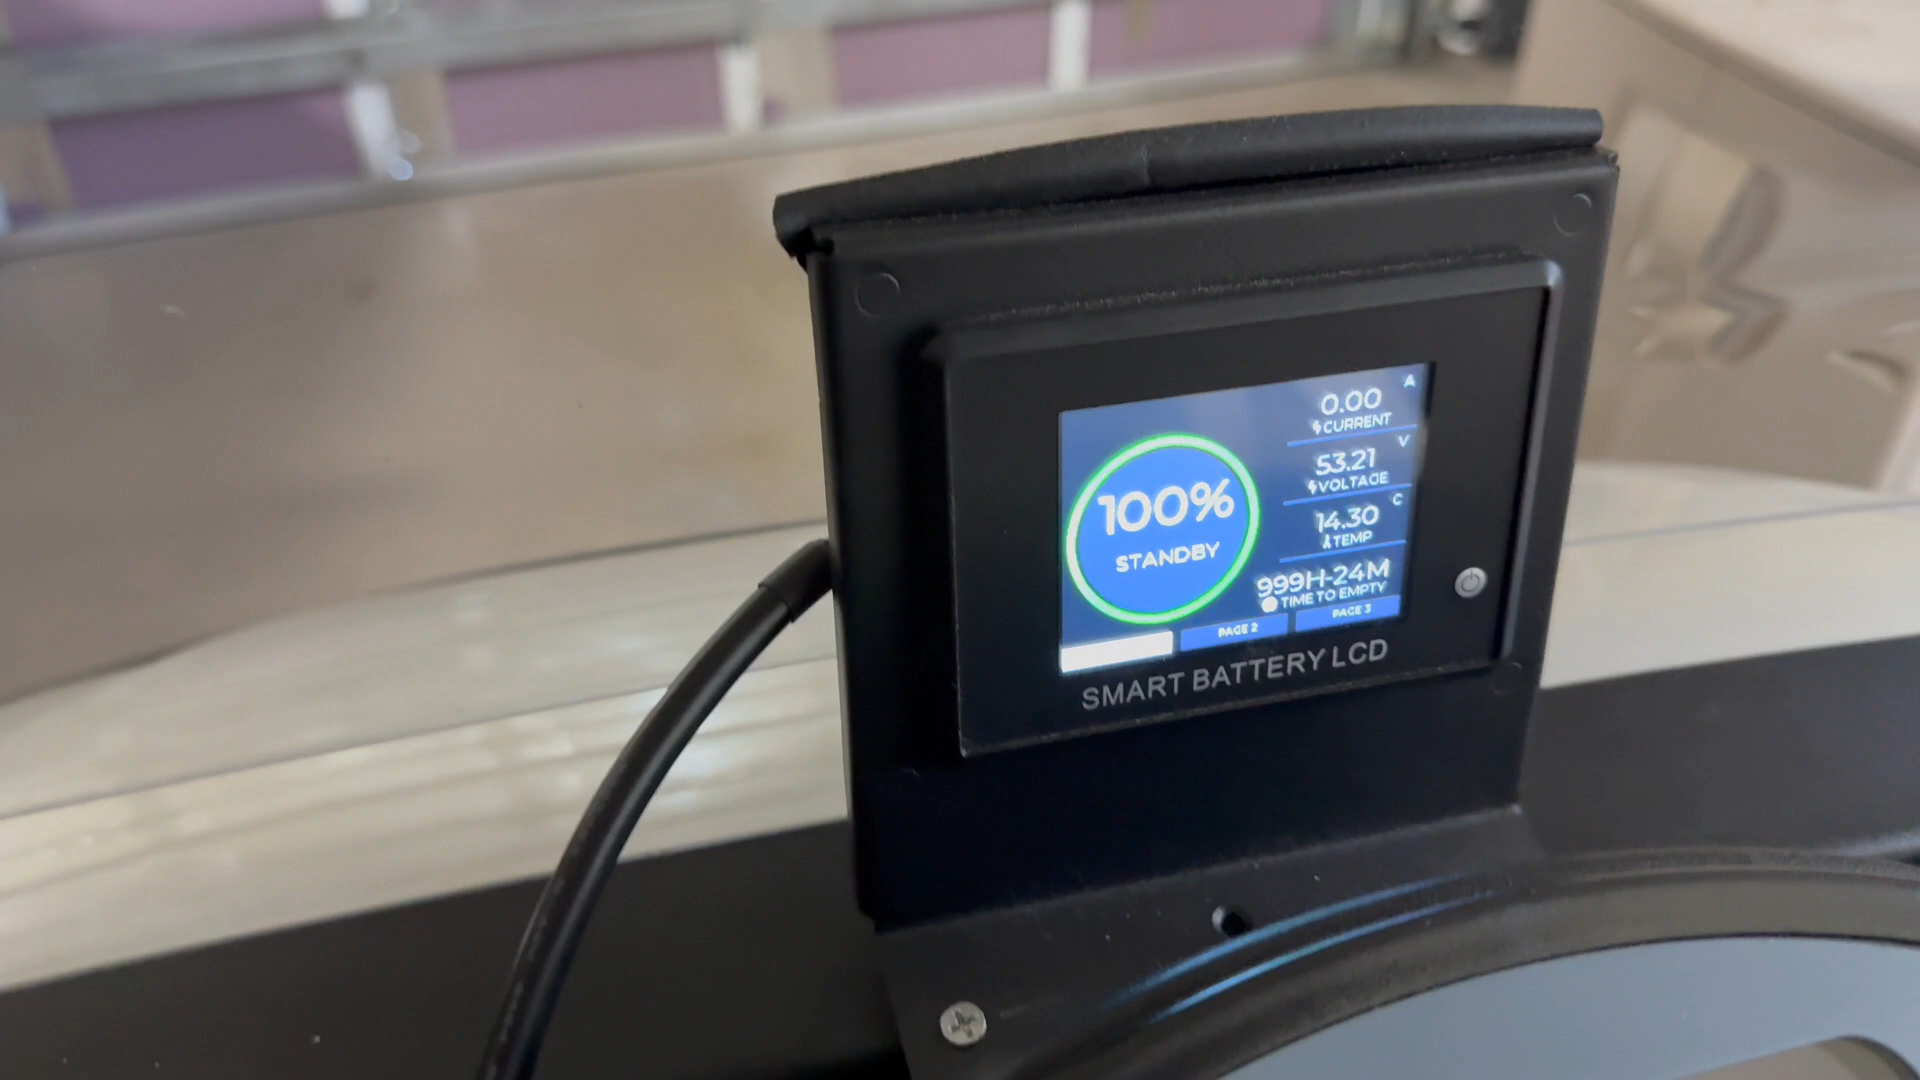 100%
STANDBY
A
0.00
CURRENT
V
53.21
VOLTAGE
C
14.30
TEMP
999H-24M
TIME TO EMPTY
PAGE 2
PAGE 3
SMART BATTERY LCD